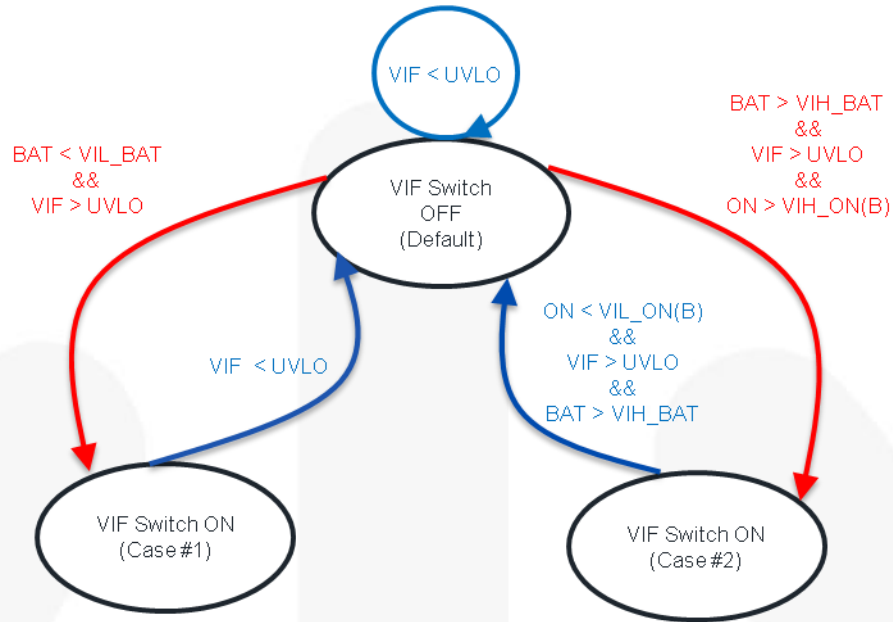 VIF < UVLO
BAT > VIH_BAT
&&
VIF > UVLO
&&
ON > VIH_ON(B)
BAT < VIL_BAT
&&
VIF > UVLO
VIF Switch
OFF
(Default)
ON < VIL_ON(B)
&&
VIF > UVLO
&&
BAT > VIH_BAT
VIF < UVLO
VIF Switch ON
(Case #1)
VIF Switch ON
(Case #2)